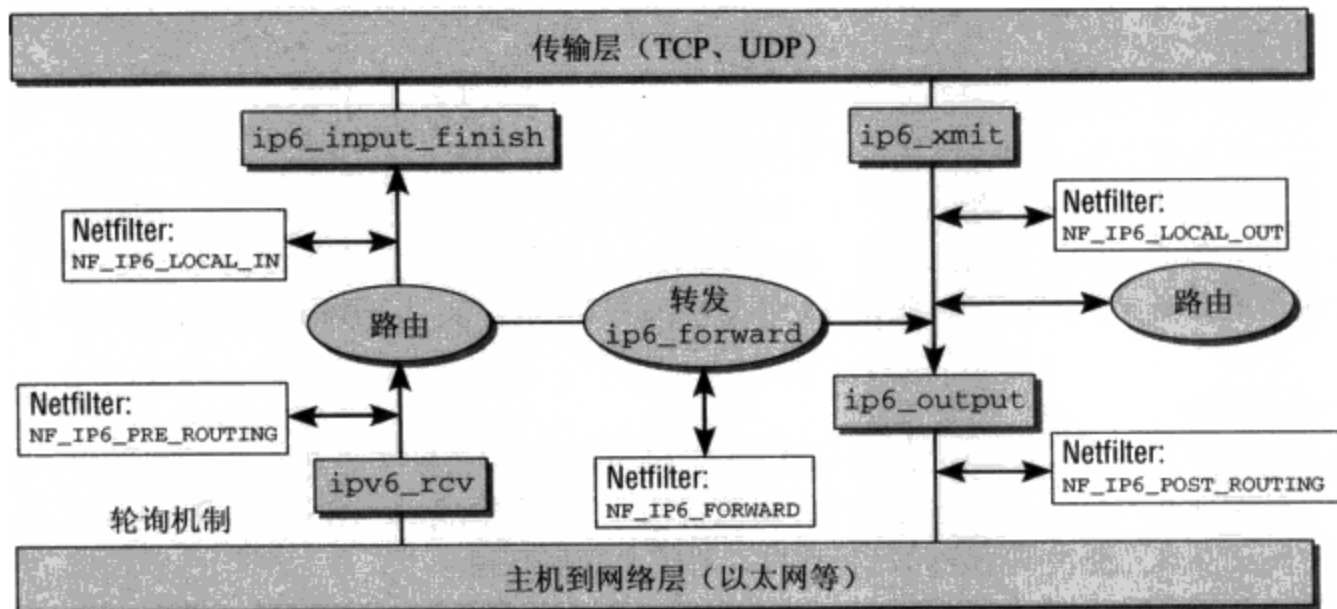 传输层（TCP、UDP）
ip6_input_finish
ip6_xmit
Netfilter:
NF_IP6_LOCAL_IN
Netfilter:
NF_IP6_LOCAL_OUT
路由
转发
ip6_forward
路由
Netfilter:
NF_IP6_PRE_ROUTING
ip6_output
ipv6_rcv
Netfilter:
NF_IP6_FORWARD
Netfilter:
NF_IP6_POST_ROUTING
轮询机制
主机到网络层（以太网等）